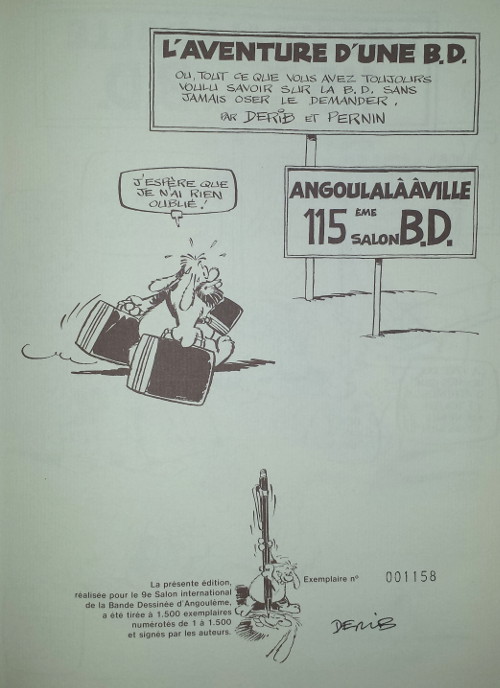 L'AVENTURE D'UNE B.D.
OU, TOUT CE QUE VOUS AVEZ TOUJOURS
VOULU SAVOIR SUR LA B.D. SANS
JAMAIS OSER LE DEMANDER.
PAR DERIB ET PERNIN
ANGOULALÂÂVILLE
115 ÈME SALON B.D.
J'ESPÈRE QUE
JE N'AI RIEN
OUBLIÉ!
La présente édition,
réalisée pour le 9e Salon international
de la Bande Dessinée d'Angoulême,
a été tirée à 1.500 exemplaires
numérotés de 1 à 1.500
et signés par les auteurs.
Exemplaire nº 001158
DERIB